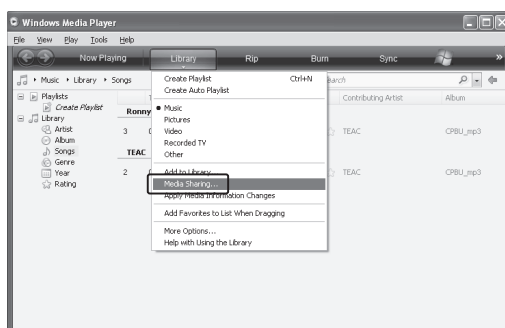 Windows Media Player
File View Play Tools Help
Now Playing Library Rip Burn Sync »
Music Library Songs
Playlists
Create Playlist
Library
Artist
Album
Songs
Genre
Year
Rating
Ronny
3
TEAC
2
Create Playlist Ctrl+N
Create Auto Playlist
Music
Pictures
Video
Recorded TV
Other
Add to Library...
Media Sharing...
Apply Media Information Changes
Add Favorites to List When Dragging
More Options...
Help with Using the Library
Contributing Artist Album
TEAC CPBU_mp3
TEAC CPBU_mp3